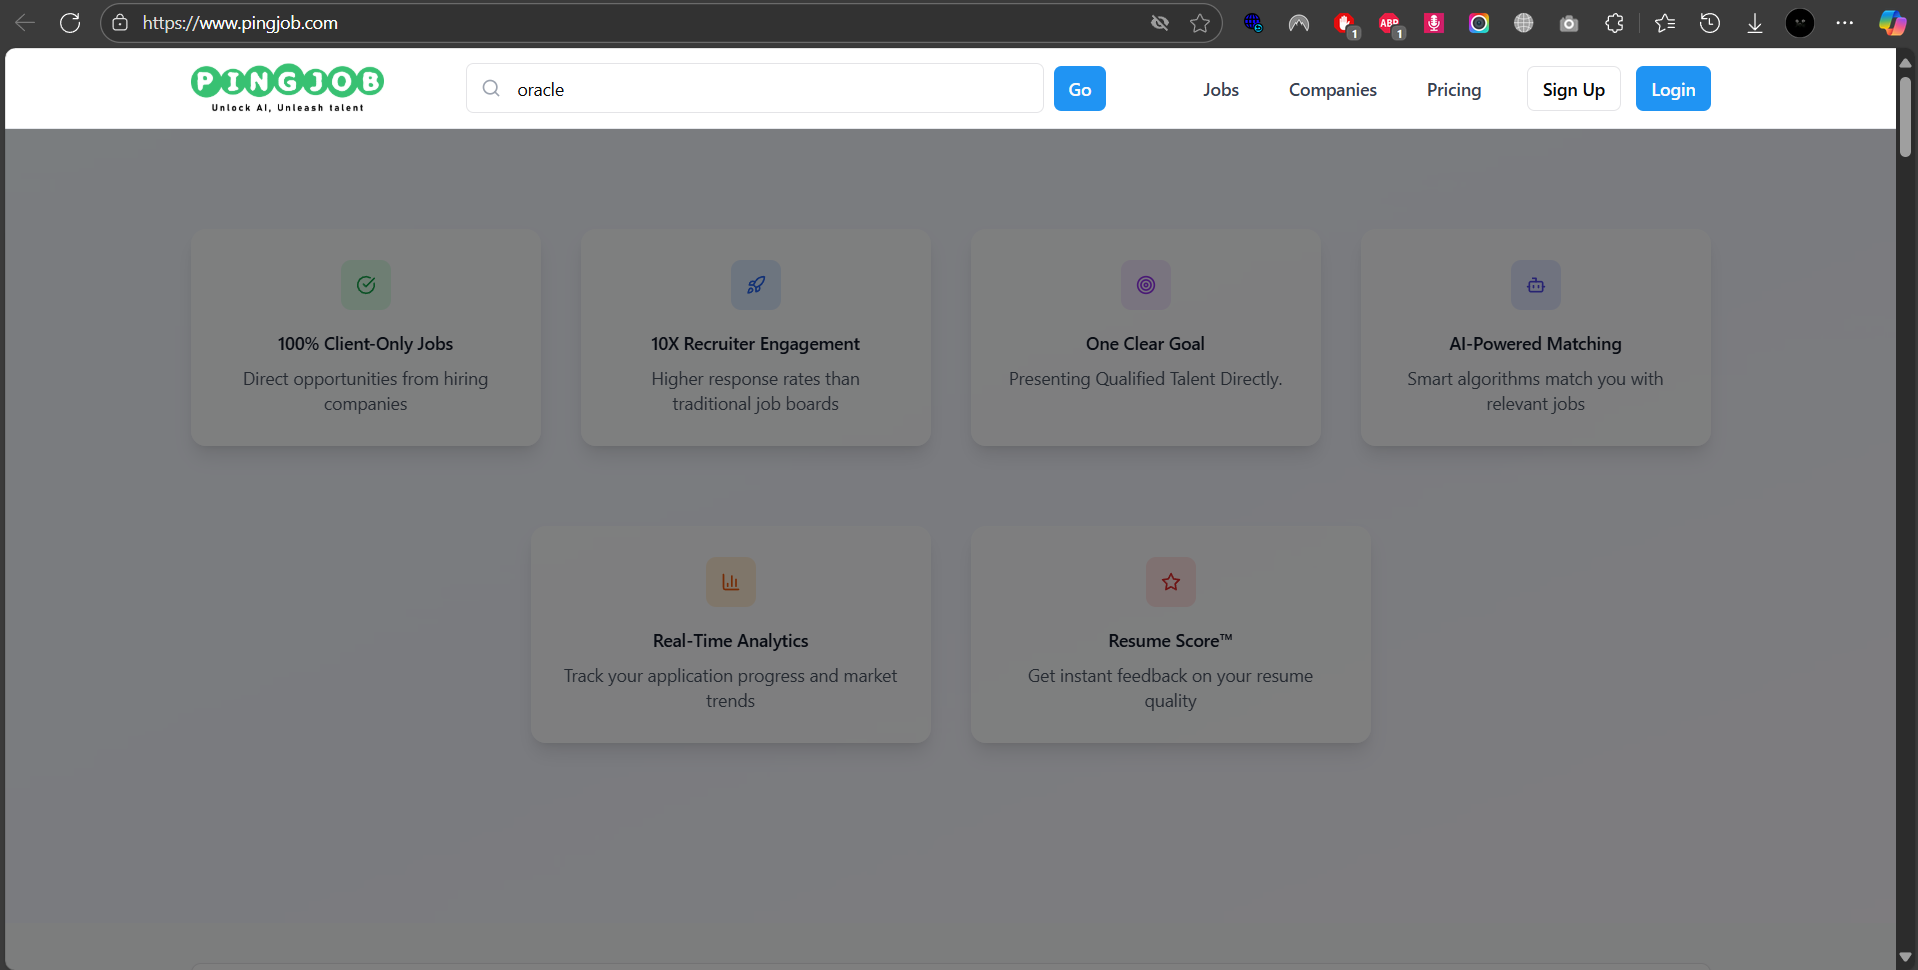 https://www.pingjob.com
1
ABP
1
PINGJOB
Unlock AI, Unleash talent
oracle
Go
Jobs
Companies
Pricing
Sign Up
Login
100% Client-Only Jobs
Direct opportunities from hiring
companies
10X Recruiter Engagement
Higher response rates than
traditional job boards
One Clear Goal
Presenting Qualified Talent Directly.
AI-Powered Matching
Smart algorithms match you with
relevant jobs
Real-Time Analytics
Track your application progress and market
trends
Resume Score™
Get instant feedback on your resume
quality